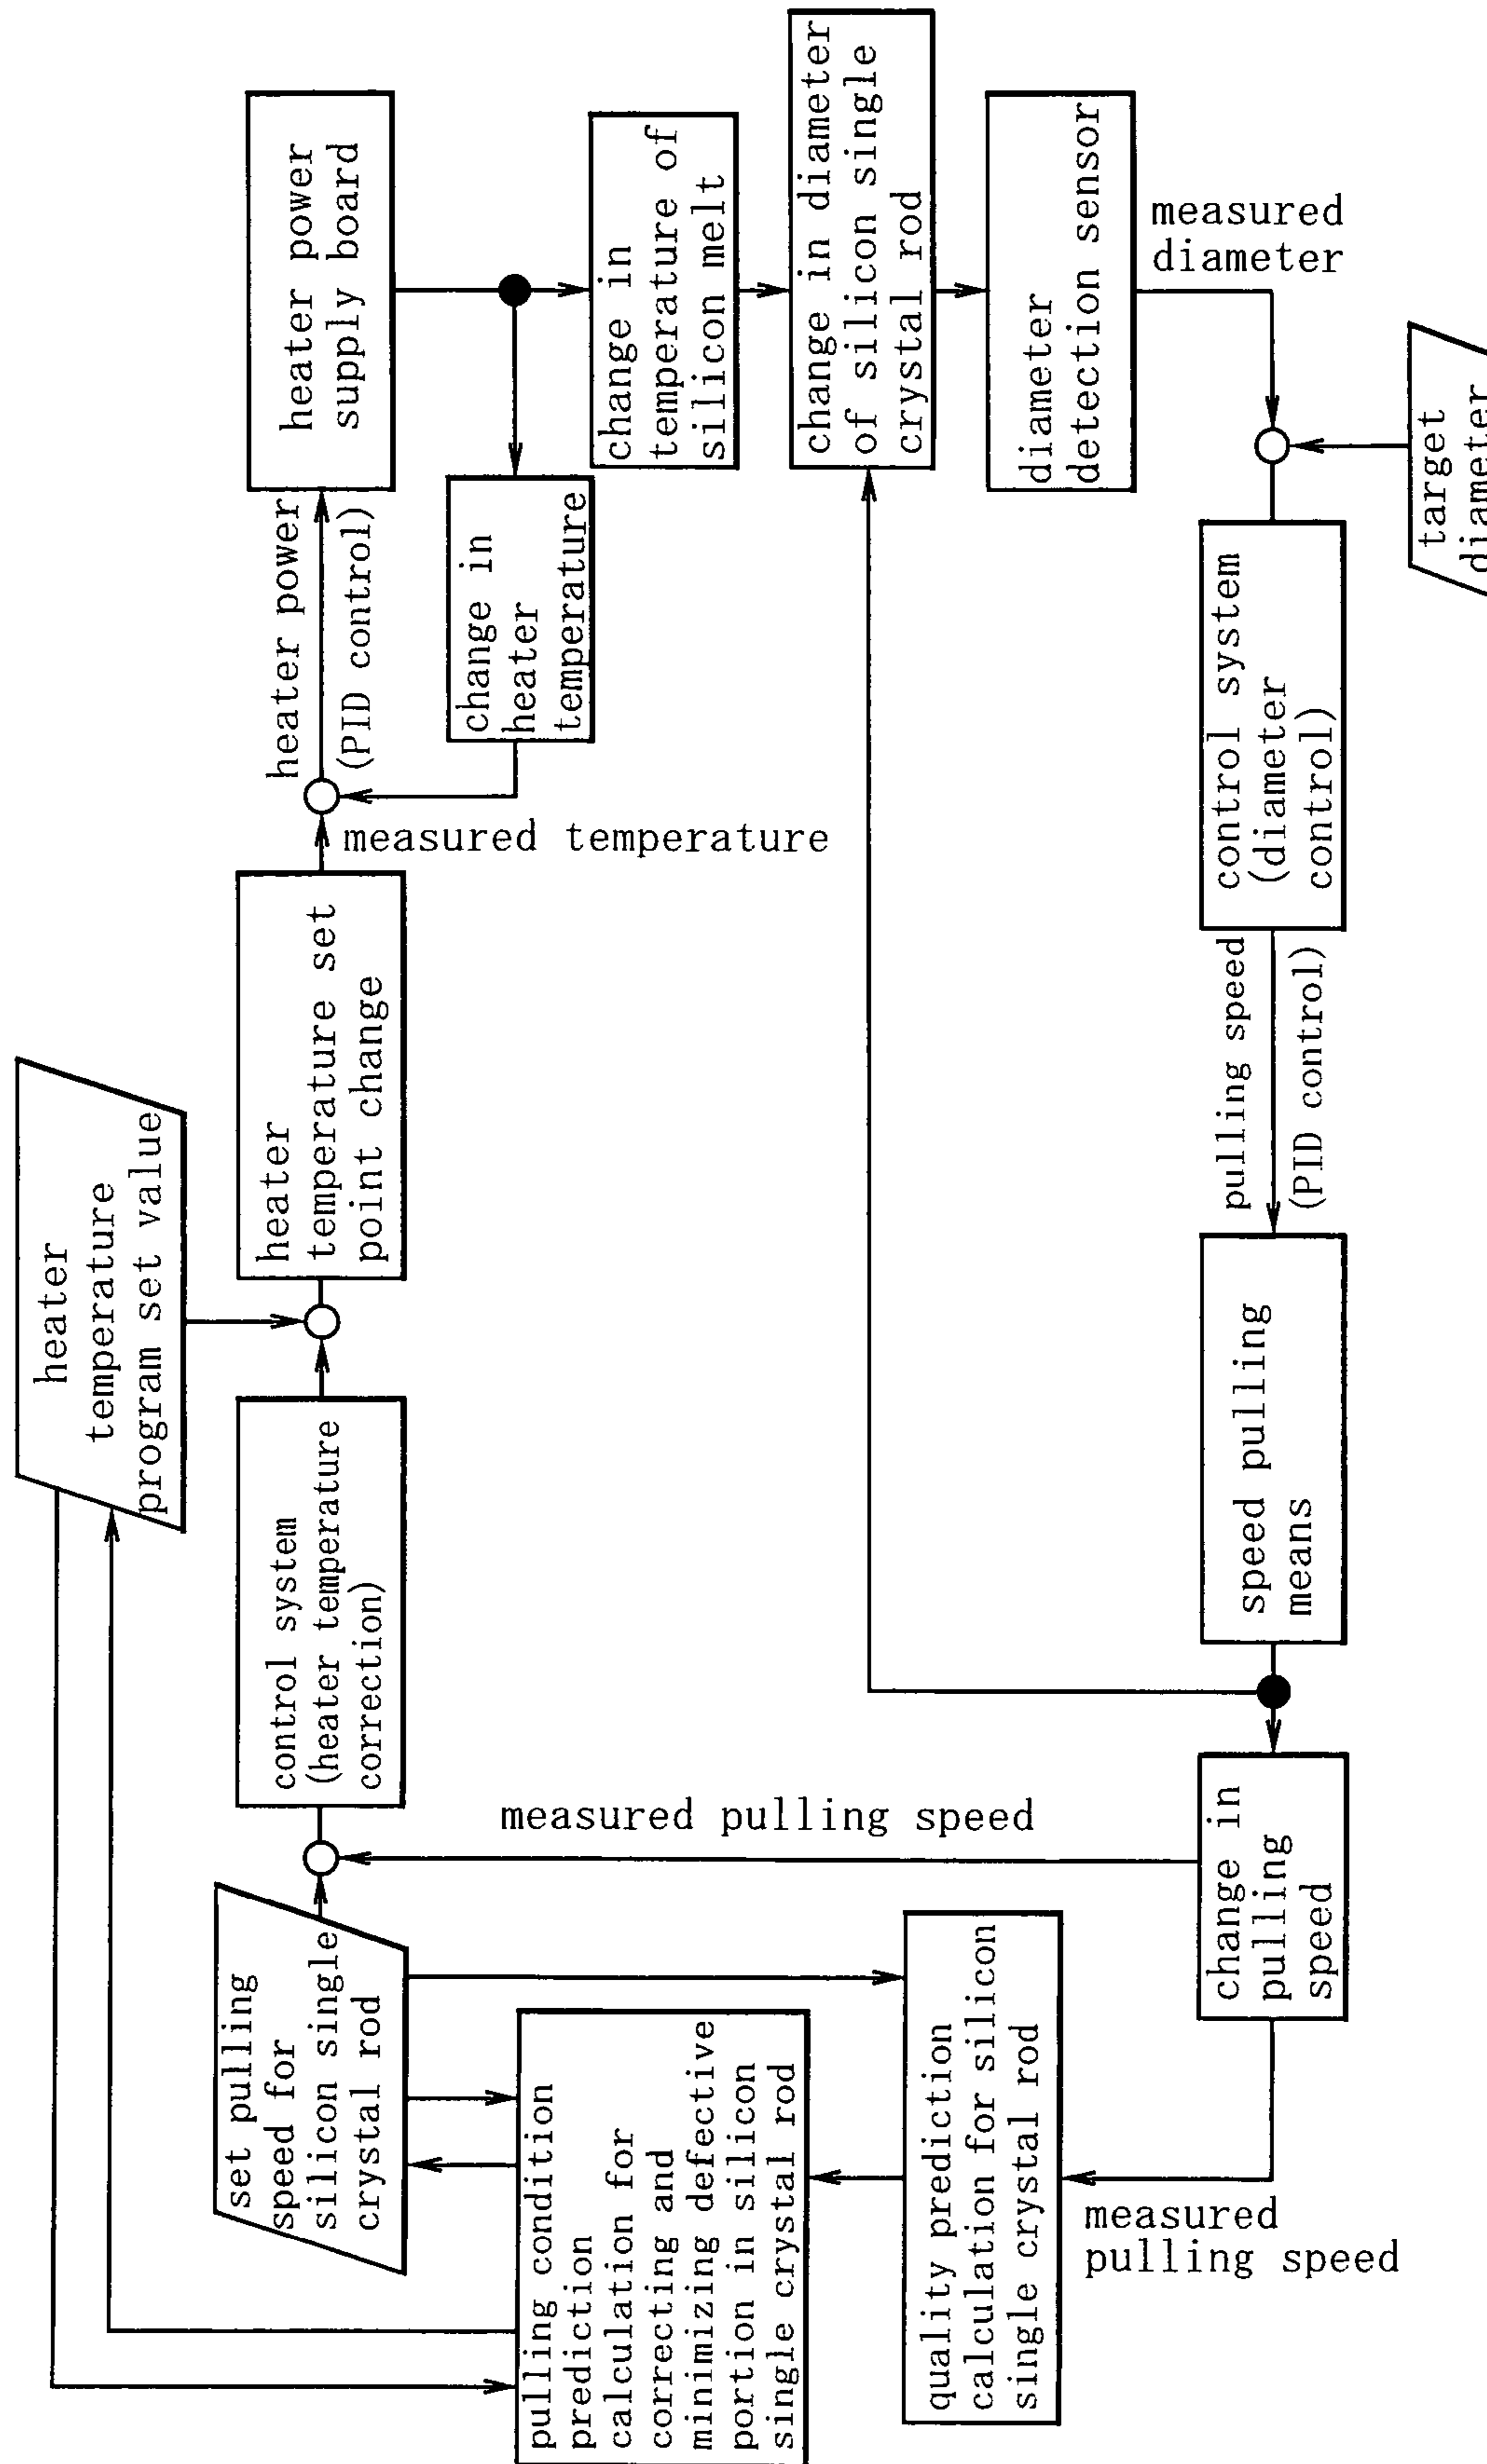 heater
temperature
program set value
set pulling
speed for
silicon single
crystal rod
control system
(heater temperature
correction)
heater
temperature set
point change
measured temperature
heater power
(PID control)
heater power
supply board
change in
heater
temperature
change in
temperature of
silicon melt
change in diameter
of silicon single
crystal rod
diameter
detection sensor
measured
diameter
target
diameter
control system
(diameter
control)
pulling speed
(PID control)
speed pulling
means
change in
pulling
speed
measured pulling speed
measured
pulling speed
quality prediction
calculation for silicon
single crystal rod
pulling condition
prediction
calculation for
correcting and
minimizing defective
portion in silicon
single crystal rod